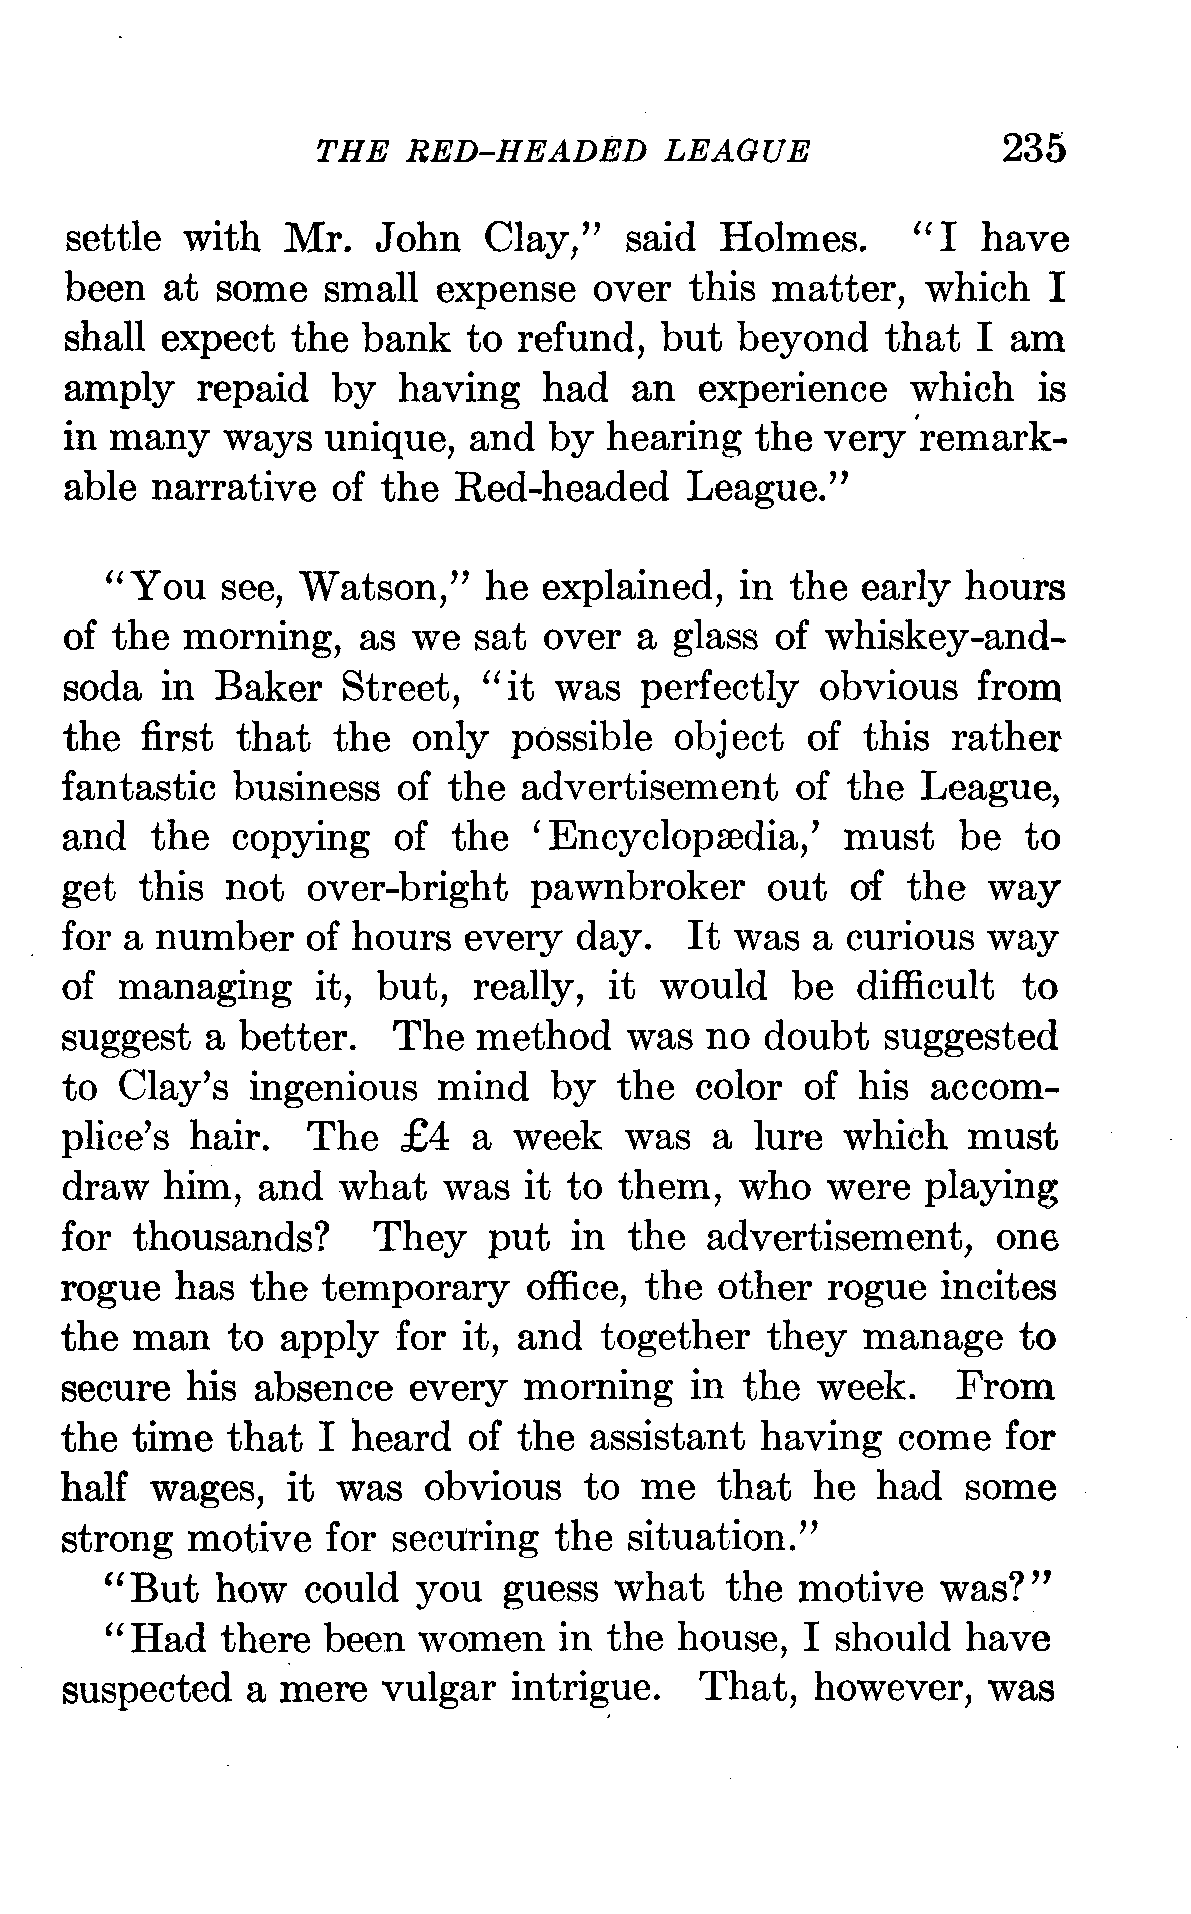 THE RED-HEADED LEAGUE 235
settle with Mr. John Clay,” said Holmes. “I have
been at some small expense over this matter, which I
shall expect the bank to refund, but beyond that I am
amply repaid by having had an experience which is
in many ways unique, and by hearing the very remark-
able narrative of the Red-headed League.”
“You see, Watson,” he explained, in the early hours
of the morning, as we sat over a glass of whiskey-and-
soda in Baker Street, “it was perfectly obvious from
the first that the only possible object of this rather
fantastic business of the advertisement of the League,
and the copying of the ‘Encyclopædia,’ must be to
get this not over-bright pawnbroker out of the way
for a number of hours every day. It was a curious way
of managing it, but, really, it would be difficult to
suggest a better. The method was no doubt suggested
to Clay’s ingenious mind by the color of his accom-
plice’s hair. The £4 a week was a lure which must
draw him, and what was it to them, who were playing
for thousands? They put in the advertisement, one
rogue has the temporary office, the other rogue incites
the man to apply for it, and together they manage to
secure his absence every morning in the week. From
the time that I heard of the assistant having come for
half wages, it was obvious to me that he had some
strong motive for securing the situation.”
“But how could you guess what the motive was?”
“Had there been women in the house, I should have
suspected a mere vulgar intrigue. That, however, was